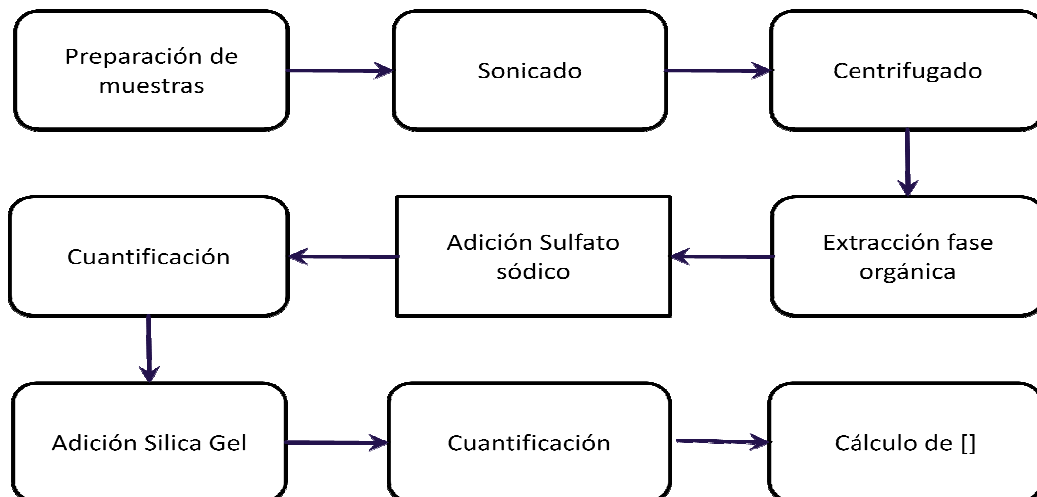 Preparación de
muestras
Sonicado
Centrifugado
Extracción fase
orgánica
Adición Sulfato
sódico
Cuantificación
Adición Silica Gel
Cuantificación
Cálculo de []